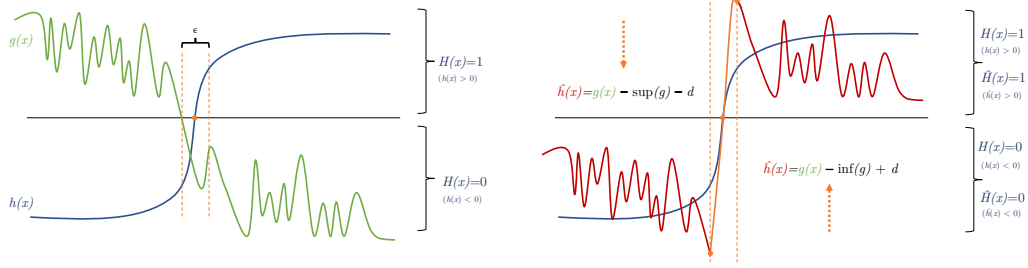 g(x)
ϵ
H(x)=1
(h(x) > 0)
H(x)=0
(h(x) < 0)
h(x)
H(x)=1
(h(x) > 0)
Ĥ(x)=1
(ĥ(x) > 0)
ĥ(x)=g(x) − sup(g) − d
H(x)=0
(h(x) < 0)
ĥ(x)=g(x) − inf(g) + d
Ĥ(x)=0
(ĥ(x) < 0)